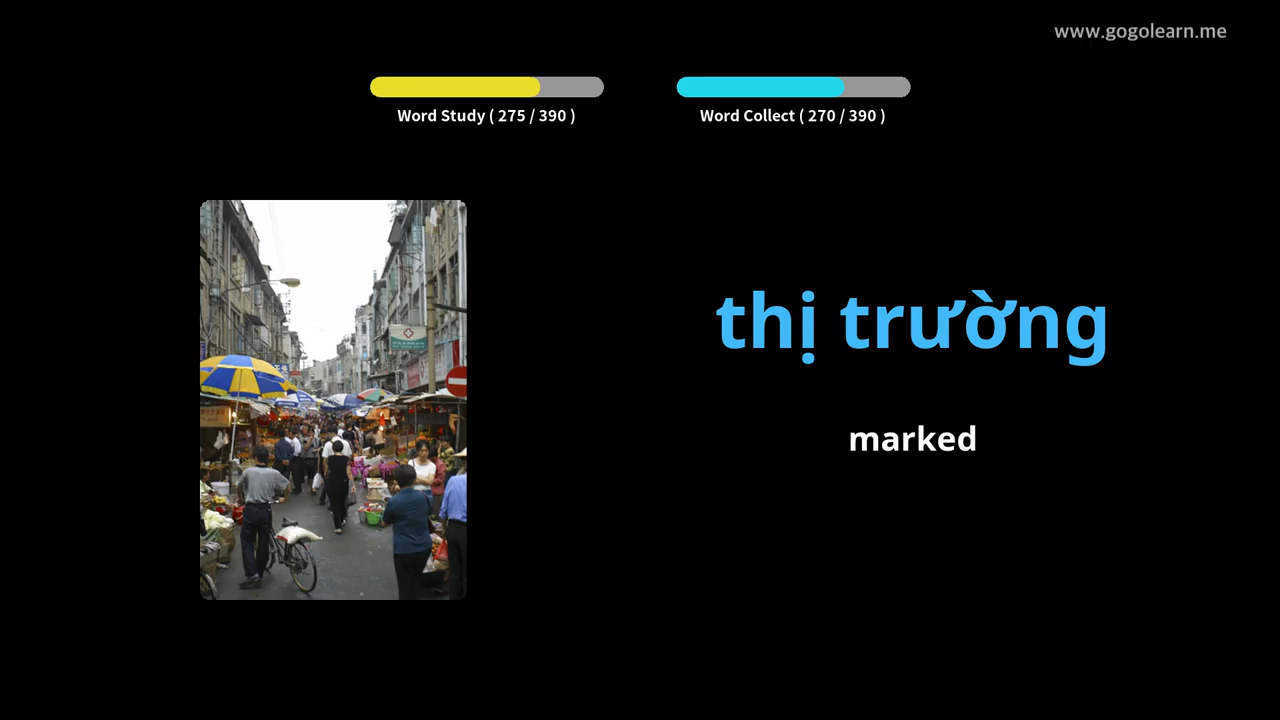 www.gogolearn.me
Word Study ( 275 / 390 )
Word Collect ( 270 / 390 )
thị trường
marked